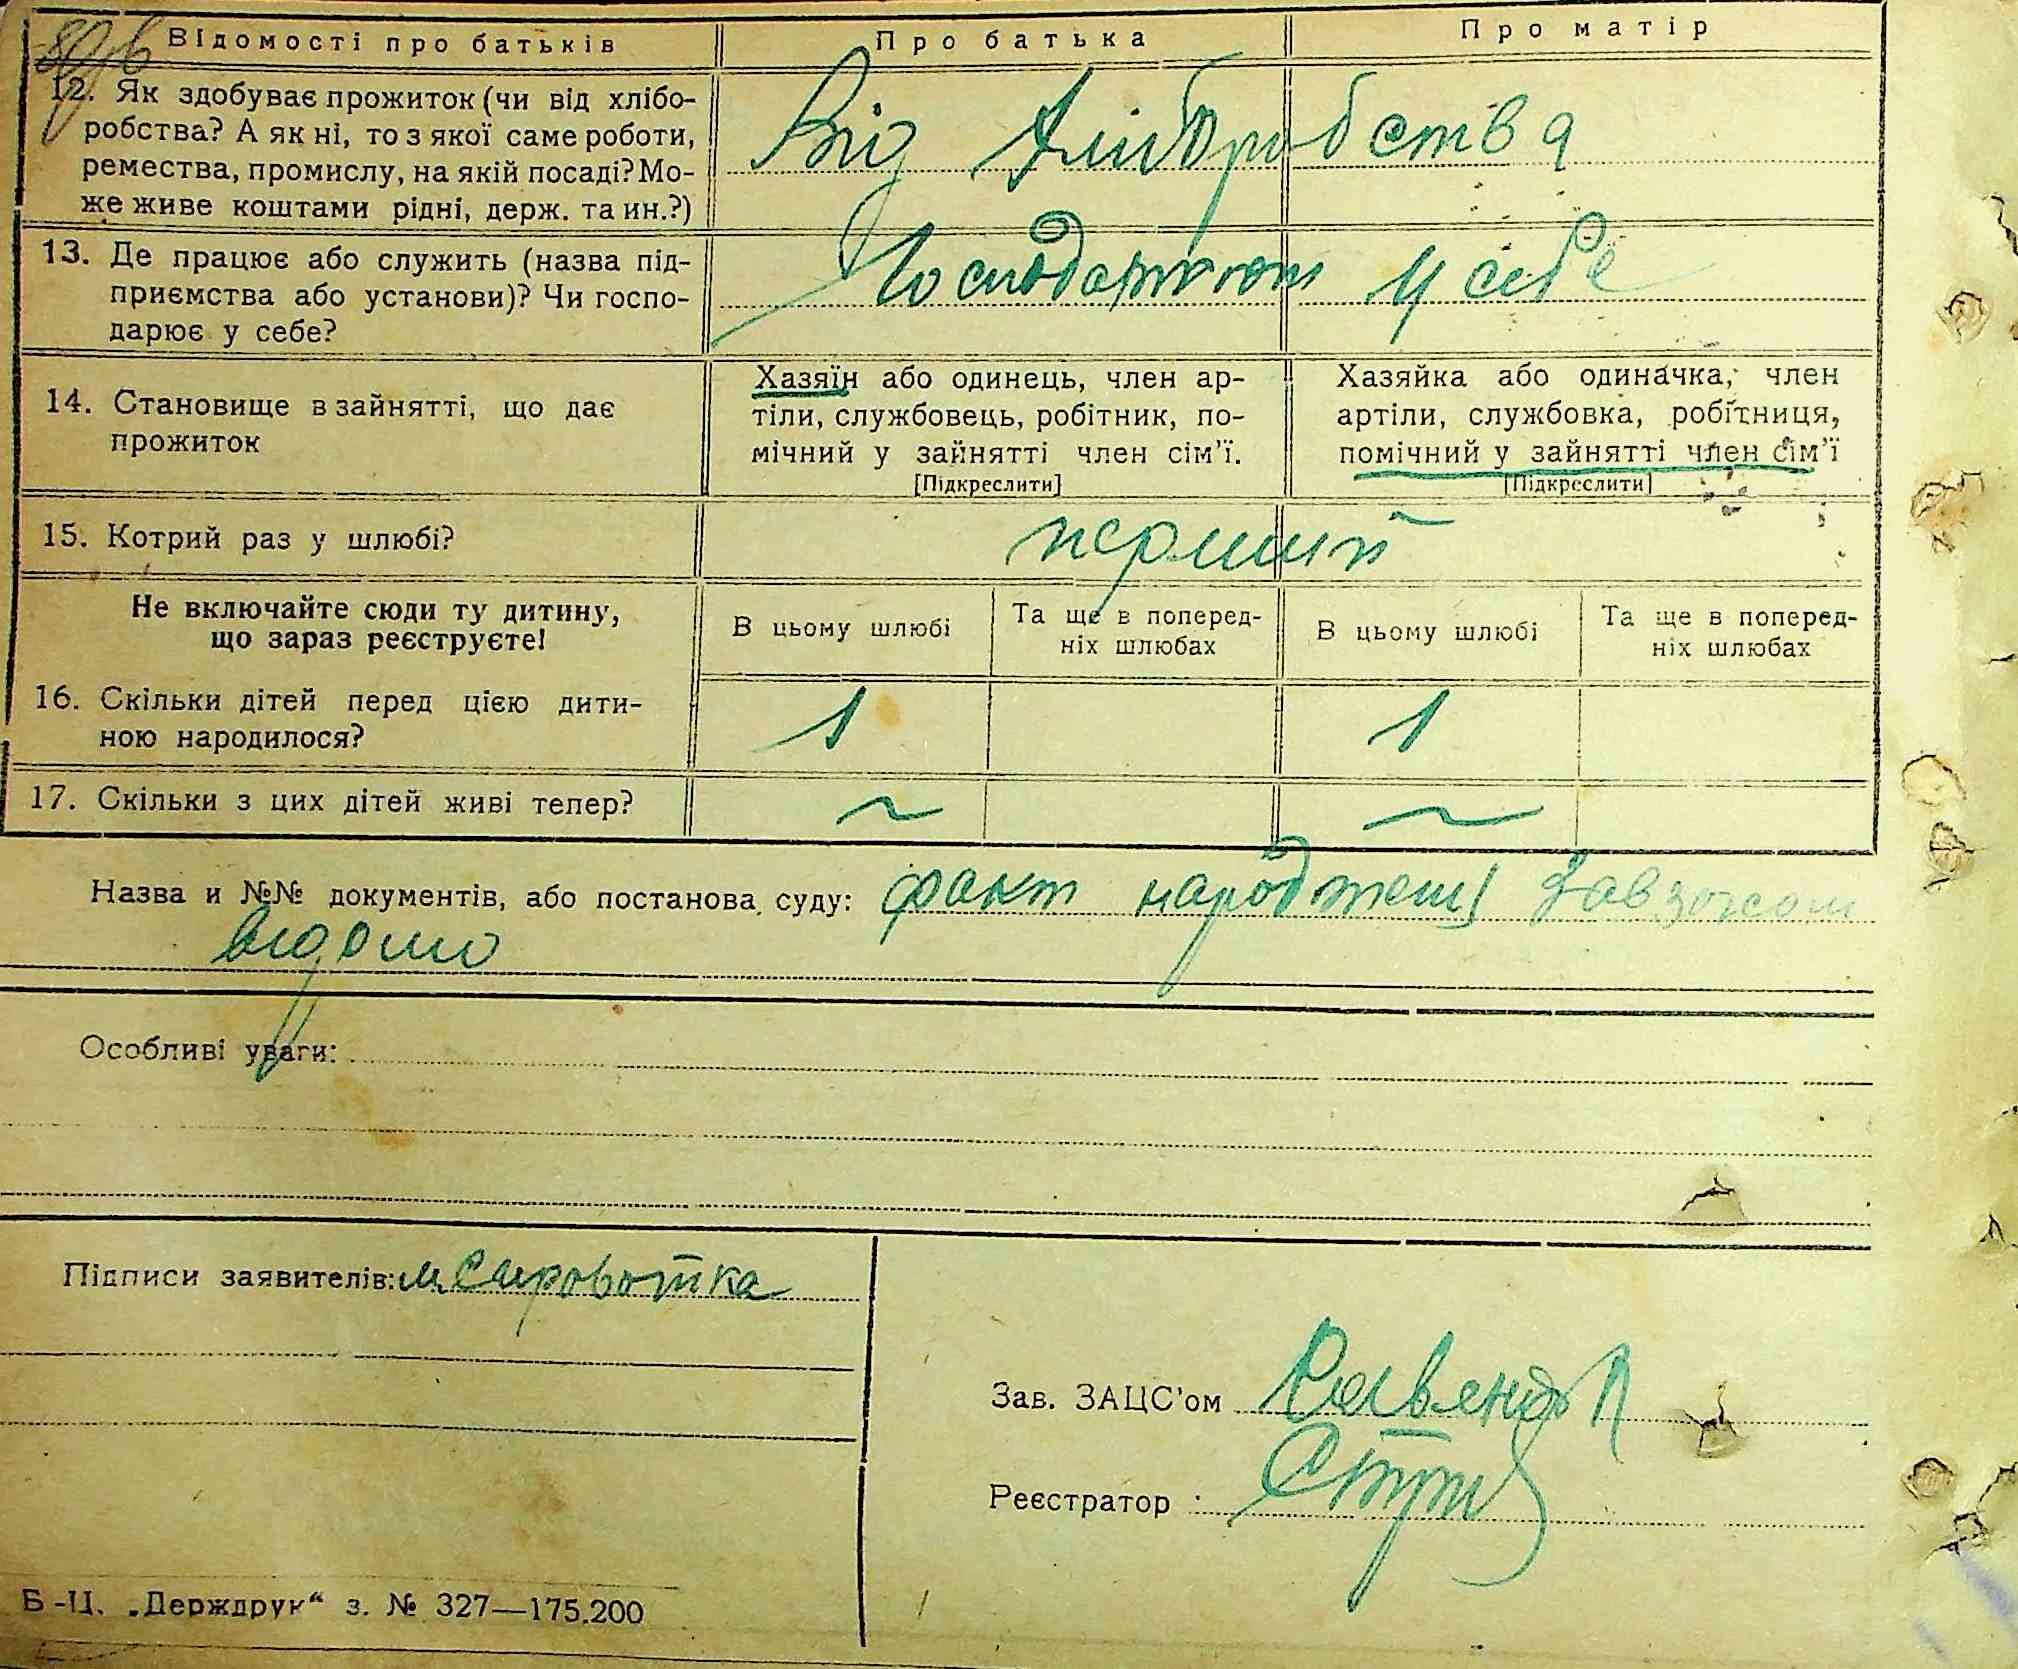 Відомості про батьків
Про батька
Про матір
12. Як здобуває прожиток (чи від хлібо-
робства? А як ні, то з якої саме роботи,
ремества, промислу, на якій посаді? Мо-
же живе коштами рідні, держ. та ин.?)
Від хліборобства
13. Де працює або служить (назва під-
приємства або установи)? Чи госпо-
дарює у себе?
Господарюют у себе
14. Становище в зайнятті, що дає
прожиток
Хазяїн або одинець, член ар-
тіли, службовець, робітник, по-
мічний у зайнятті член сім'ї.
[Підкреслити]
Хазяйка або одиначка, член
артіли, службовка, робітниця,
помічний у зайнятті член сім'ї
[Підкреслити]
15. Котрий раз у шлюбі?
перший
Не включайте сюди ту дитину,
що зараз реєструєте!
В цьому шлюбі
Та ще в поперед-
ніх шлюбах
В цьому шлюбі
Та ще в поперед-
ніх шлюбах
16. Скільки дітей перед цією дити-
ною народилося?
1
1
17. Скільки з цих дітей живі тепер?
~
~
Назва и №№ документів, або постанова суду: факт народження Завзагсом
відомо
Особливі уваги:
Підписи заявителів: М. Сыроватка
Зав. ЗАЦС'ом
Реєстратор
Б-Ц. „Держдрук“ з. № 327—175.200